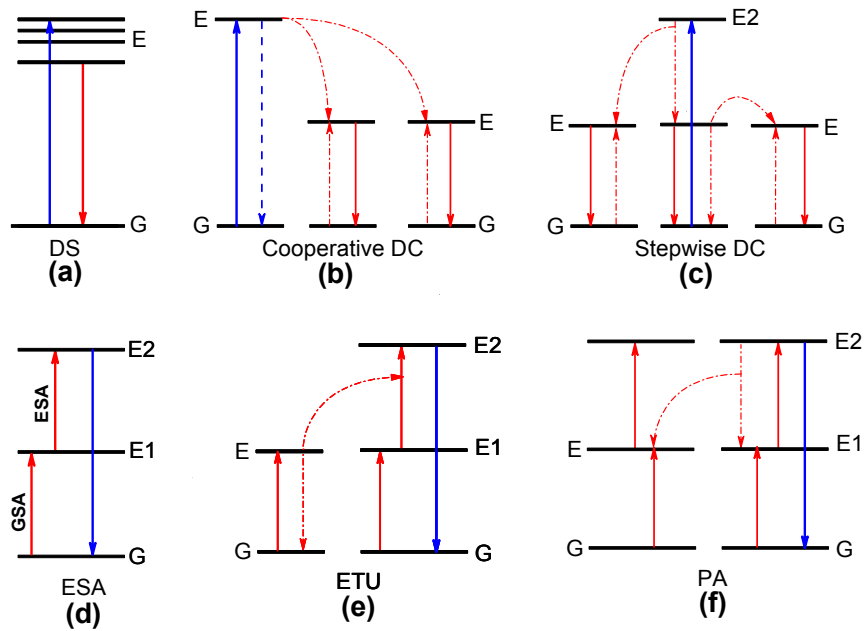 E
G
DS
(a)
E
E
G
G
Cooperative DC
(b)
E2
E
E
G
G
Stepwise DC
(c)
E2
ESA
E1
GSA
G
ESA
(d)
E2
E
E1
G
G
ETU
(e)
E2
E
E1
G
G
PA
(f)